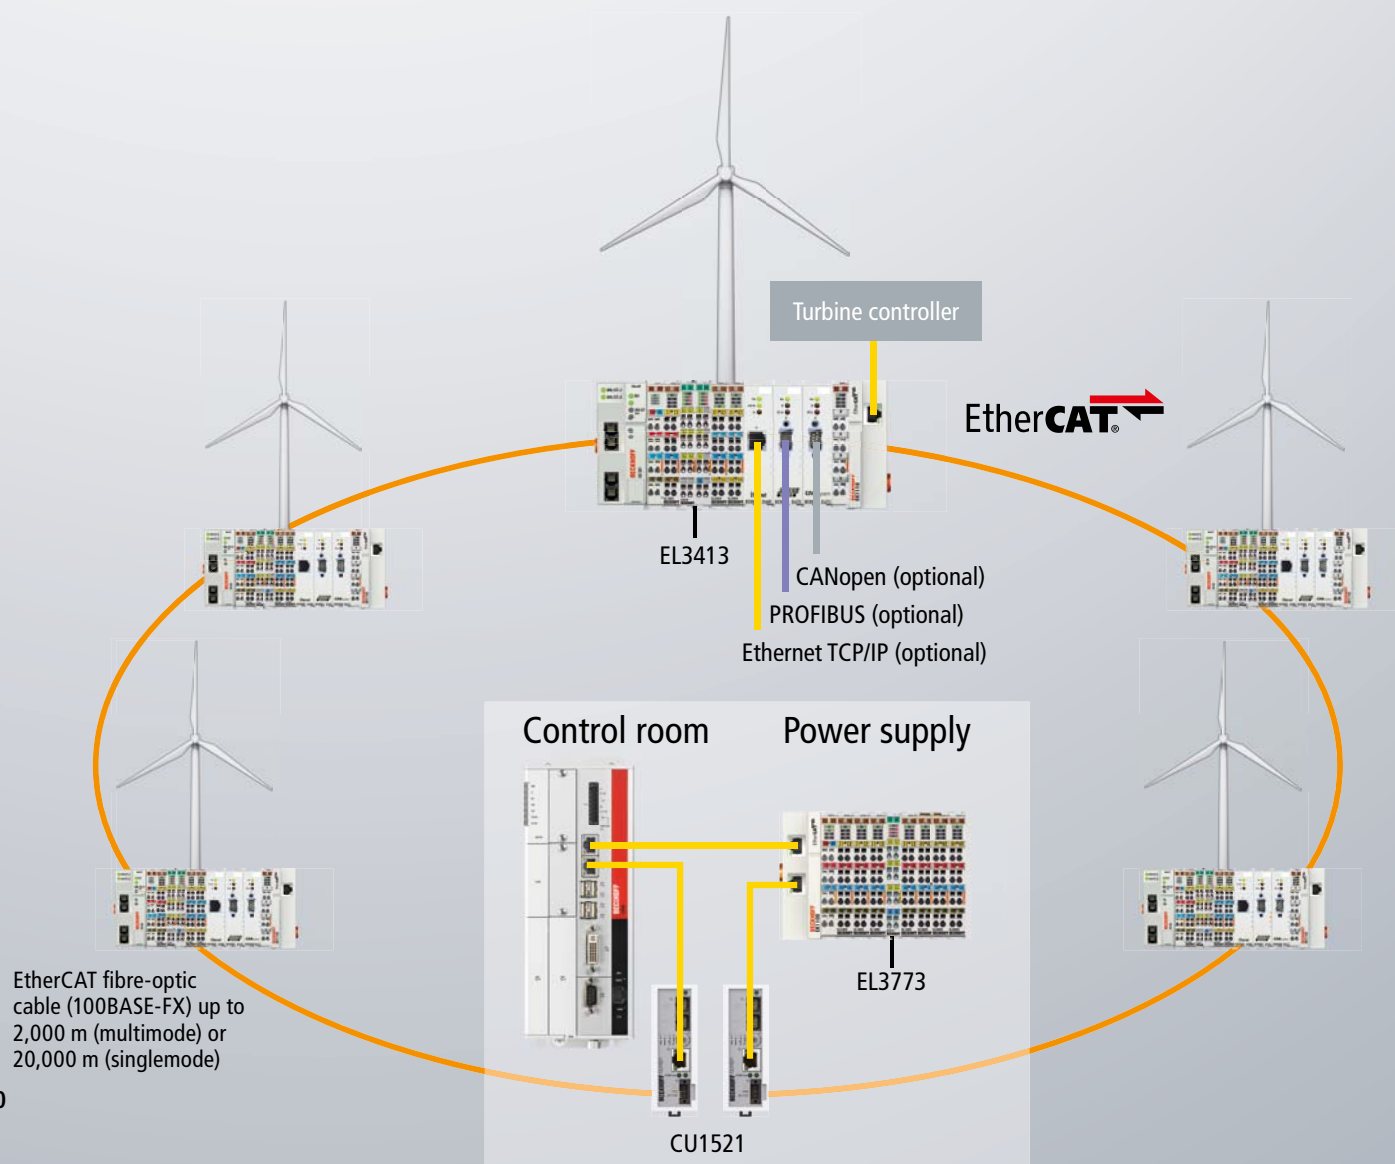 Turbine controller
EtherCAT®
EL3413
CANopen (optional)
PROFIBUS (optional)
Ethernet TCP/IP (optional)
Control room
Power supply
BECKHOFF
EL3773
EtherCAT fibre-optic
cable (100BASE-FX) up to
2,000 m (multimode) or
20,000 m (singlemode)
CU1521